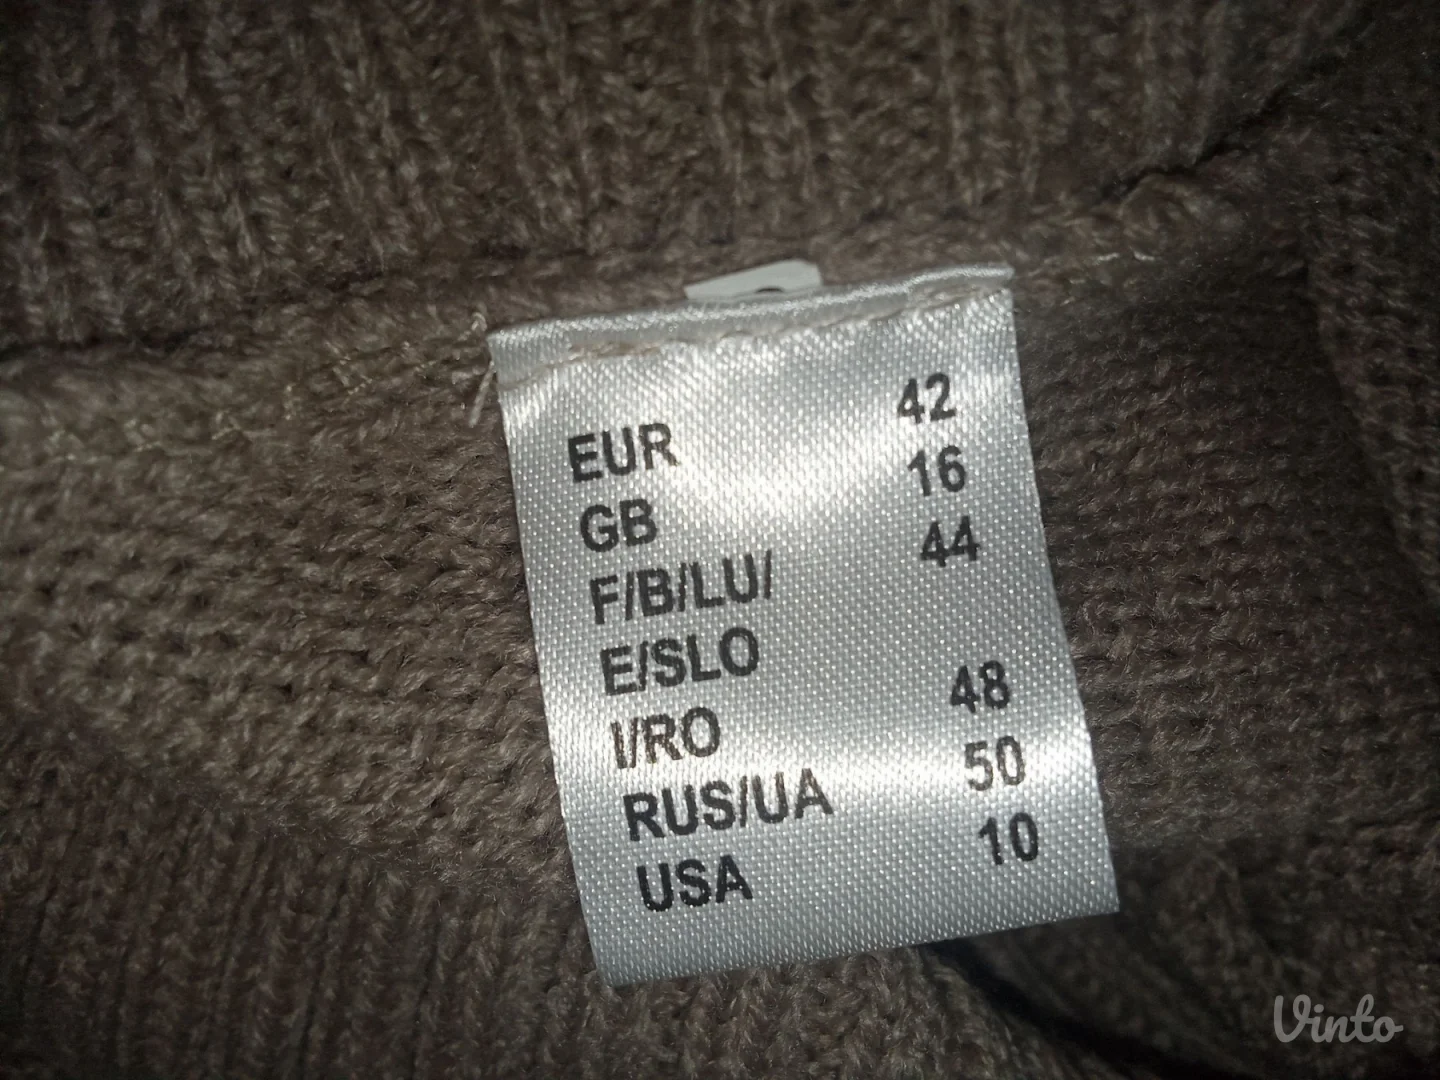 EUR 42
GB 16
F/B/LU/ 44
E/SLO
I/RO 48
RUS/UA 50
USA 10
Vinto